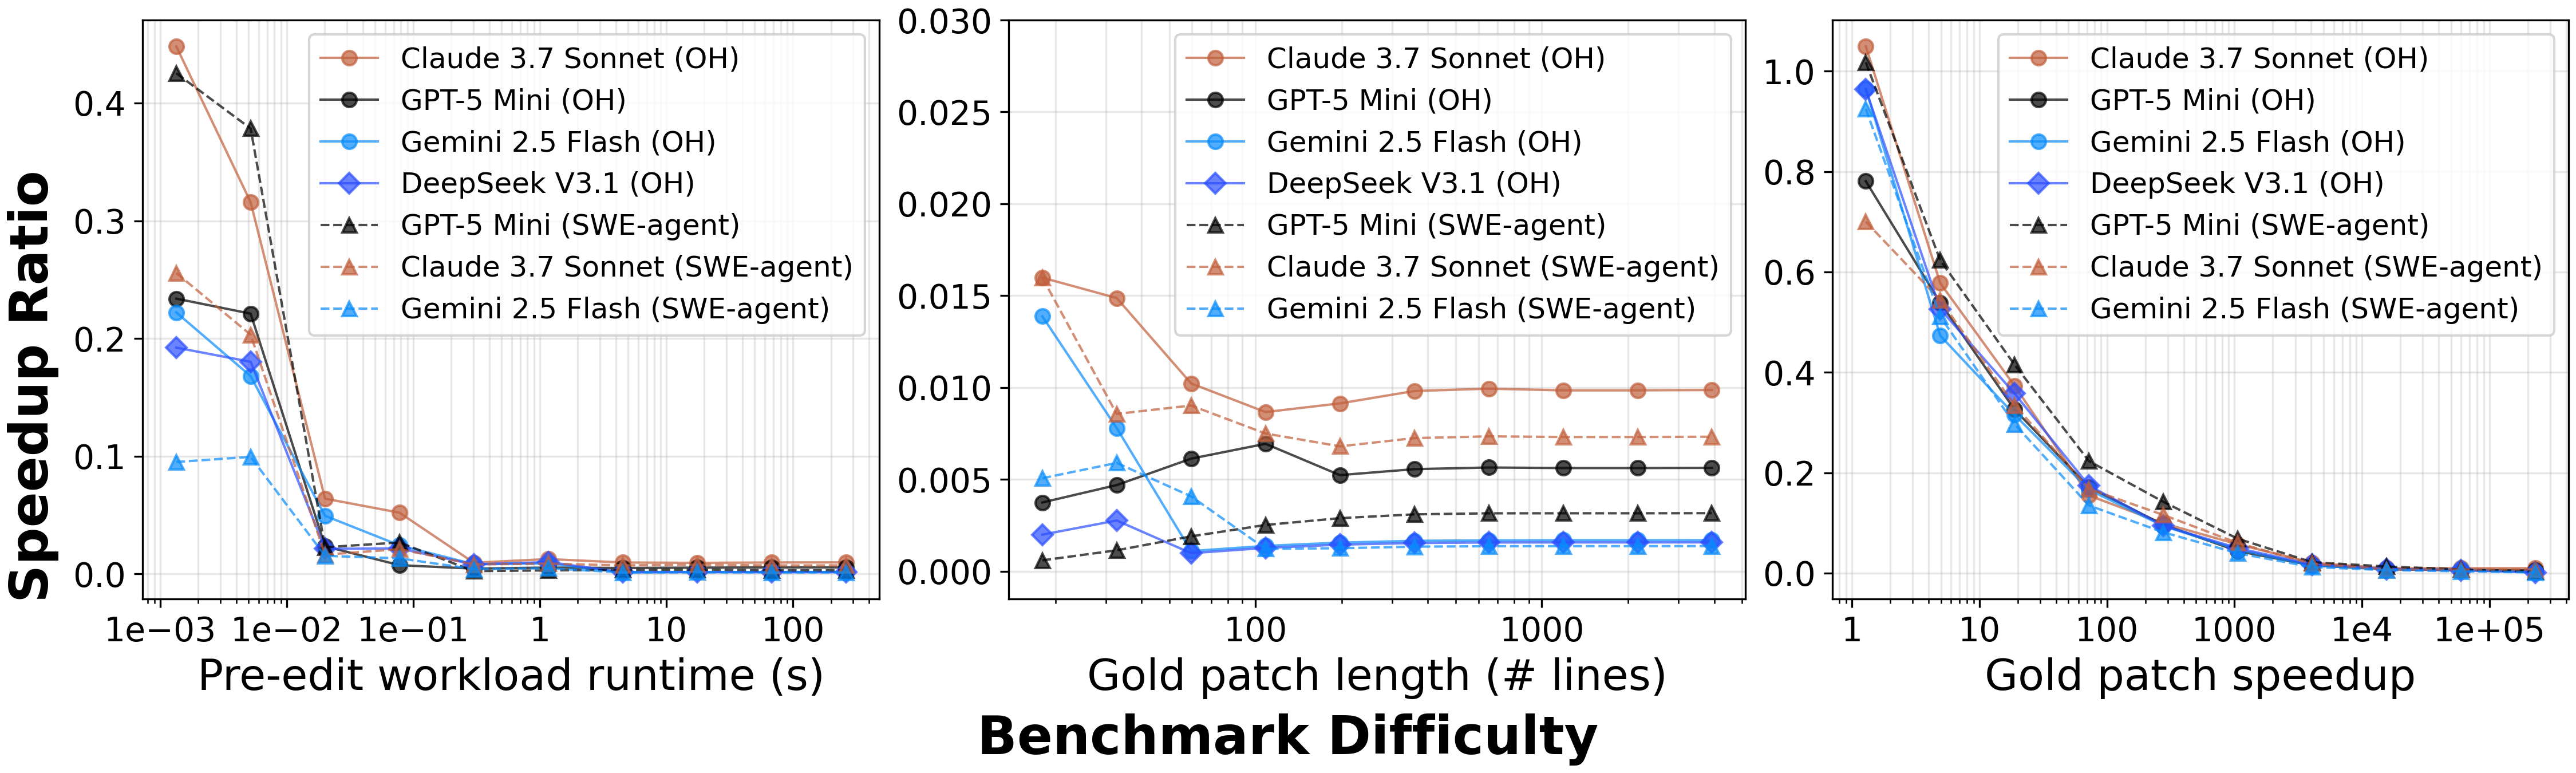 Speedup Ratio
0.4
0.3
0.2
0.1
0.0
Claude 3.7 Sonnet (OH)
GPT-5 Mini (OH)
Gemini 2.5 Flash (OH)
DeepSeek V3.1 (OH)
GPT-5 Mini (SWE-agent)
Claude 3.7 Sonnet (SWE-agent)
Gemini 2.5 Flash (SWE-agent)
1e−03 1e−02 1e−01 1 10 100
Pre-edit workload runtime (s)
0.030
0.025
0.020
0.015
0.010
0.005
0.000
Claude 3.7 Sonnet (OH)
GPT-5 Mini (OH)
Gemini 2.5 Flash (OH)
DeepSeek V3.1 (OH)
GPT-5 Mini (SWE-agent)
Claude 3.7 Sonnet (SWE-agent)
Gemini 2.5 Flash (SWE-agent)
100 1000
Gold patch length (# lines)
1.0
0.8
0.6
0.4
0.2
0.0
Claude 3.7 Sonnet (OH)
GPT-5 Mini (OH)
Gemini 2.5 Flash (OH)
DeepSeek V3.1 (OH)
GPT-5 Mini (SWE-agent)
Claude 3.7 Sonnet (SWE-agent)
Gemini 2.5 Flash (SWE-agent)
1 10 100 1000 1e4 1e+05
Gold patch speedup
Benchmark Difficulty